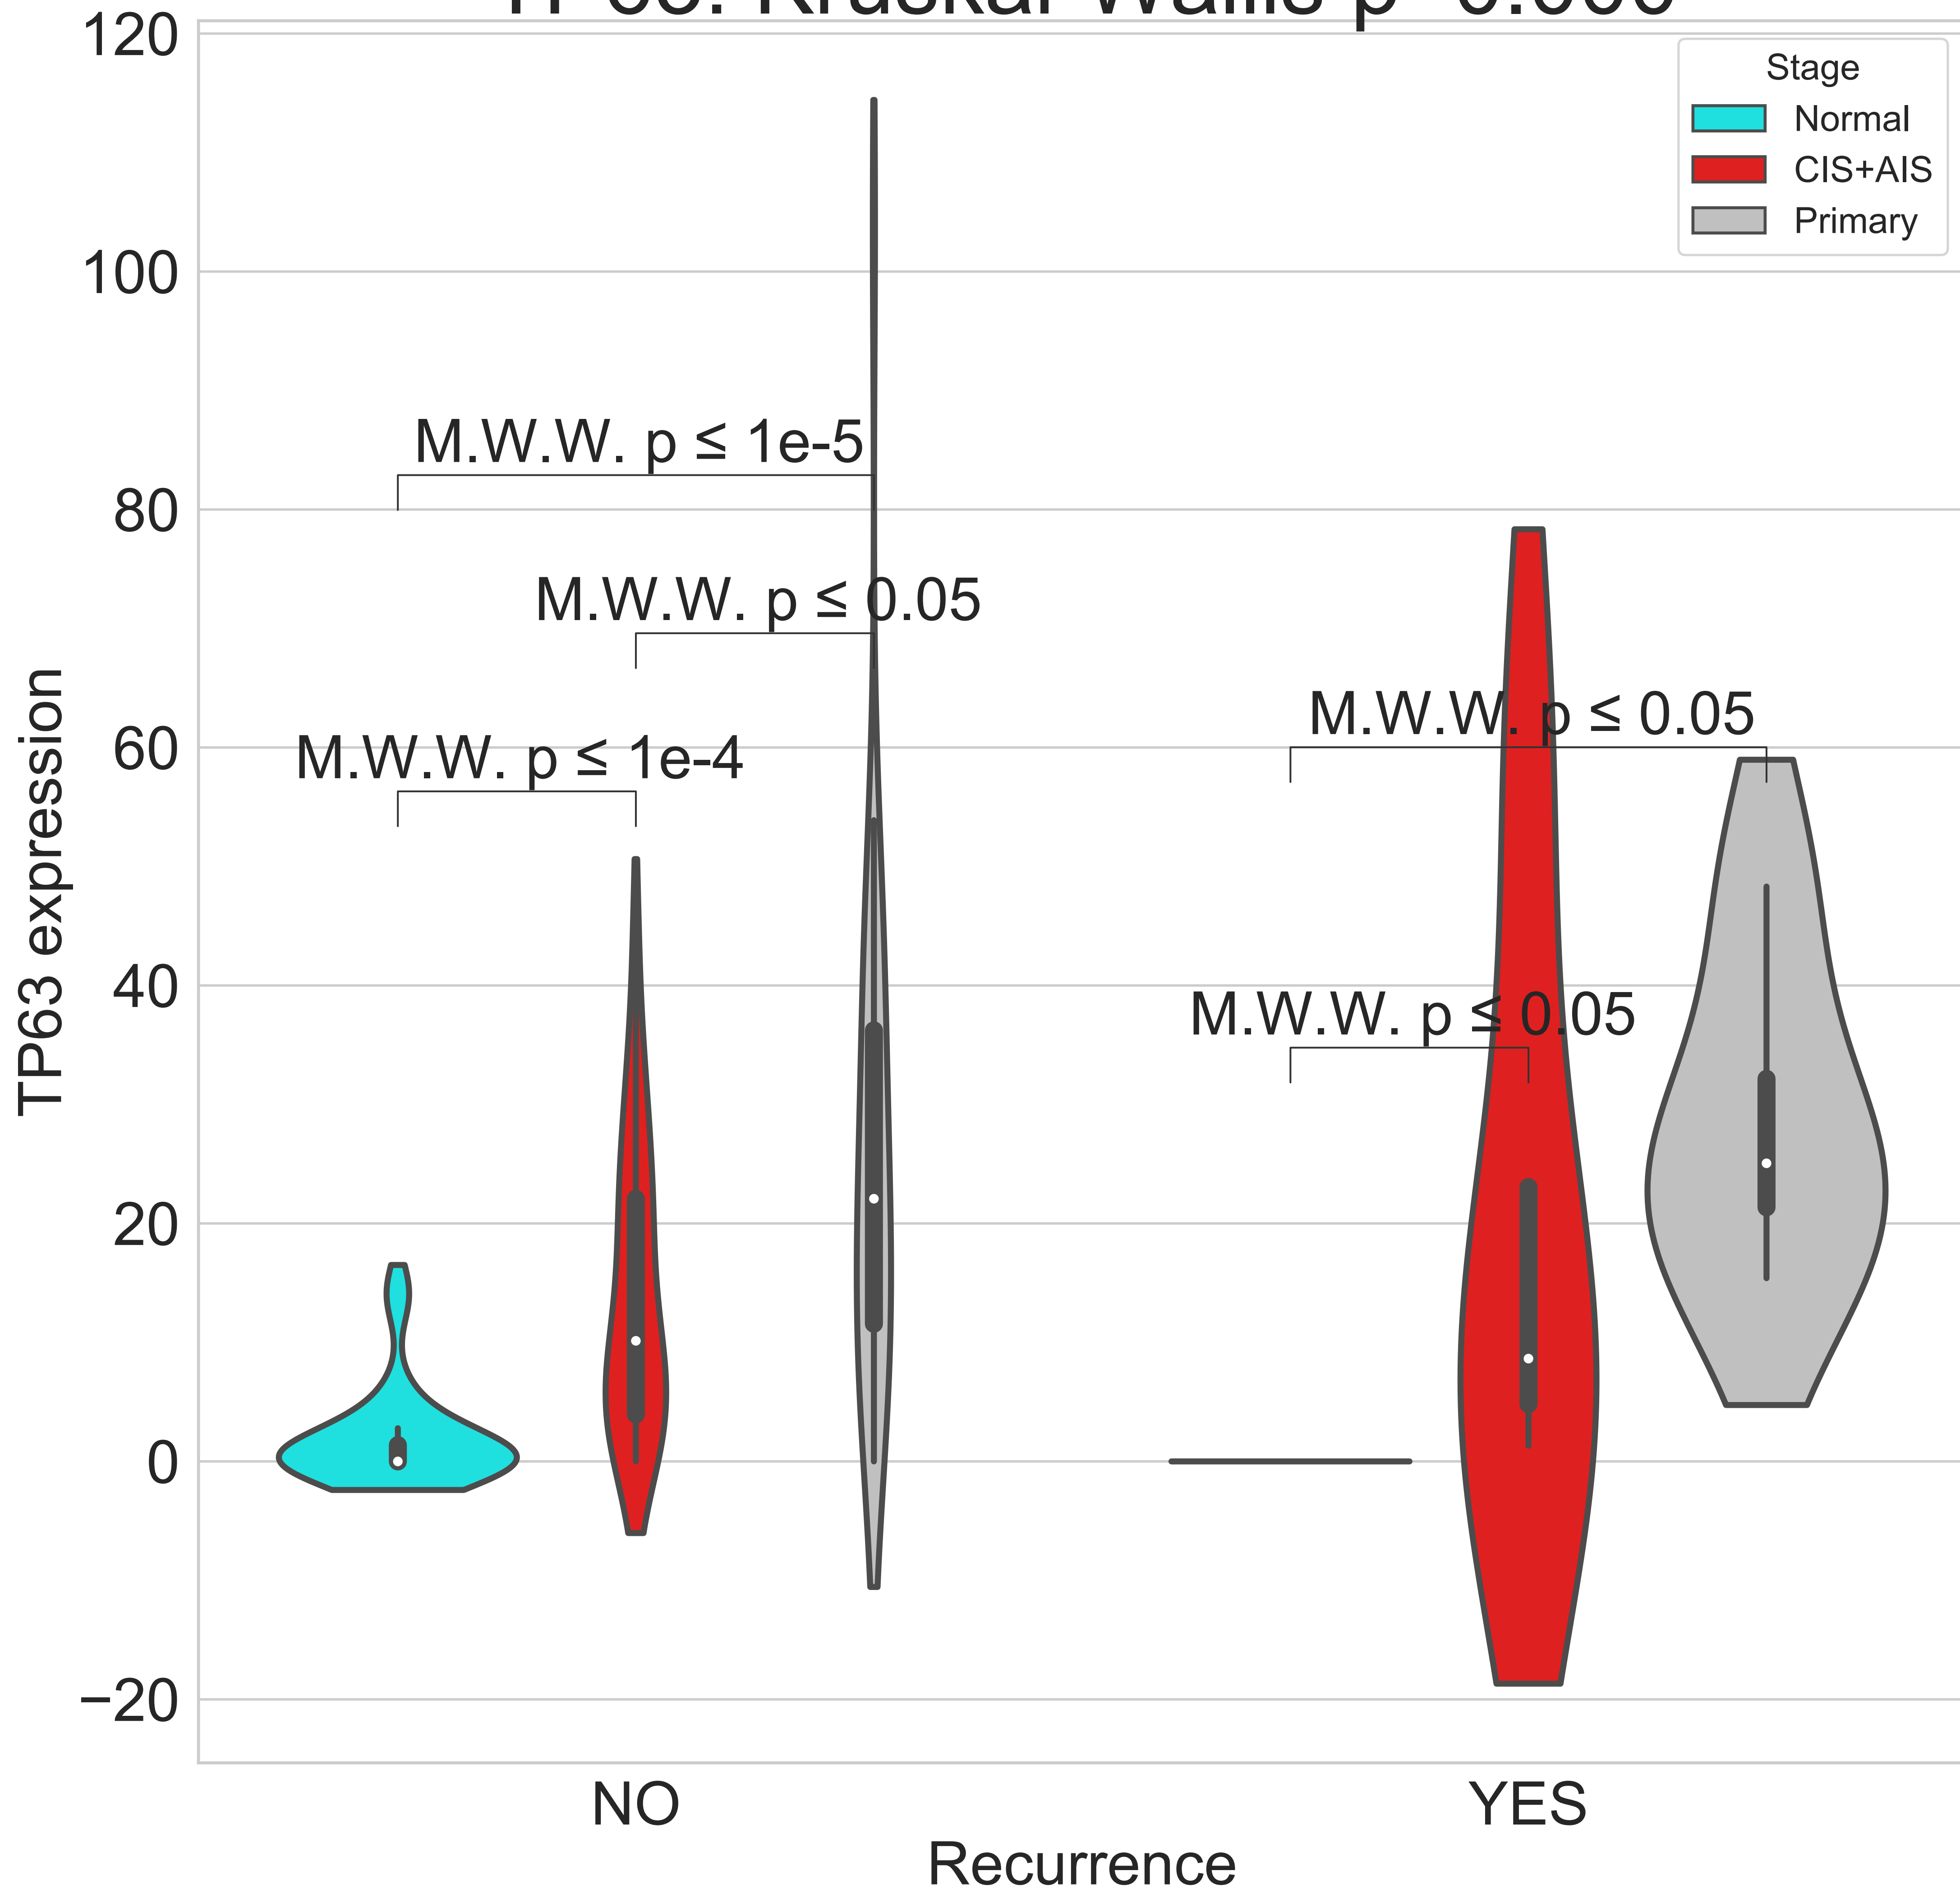 120
100
80
60
40
20
0
−20
TP63 expression
Stage
Normal
CIS+AIS
Primary
M.W.W. p ≤ 1e-5
M.W.W. p ≤ 0.05
M.W.W. p ≤ 1e-4
M.W.W. p ≤ 0.05
M.W.W. p ≤ 0.05
NO
YES
Recurrence